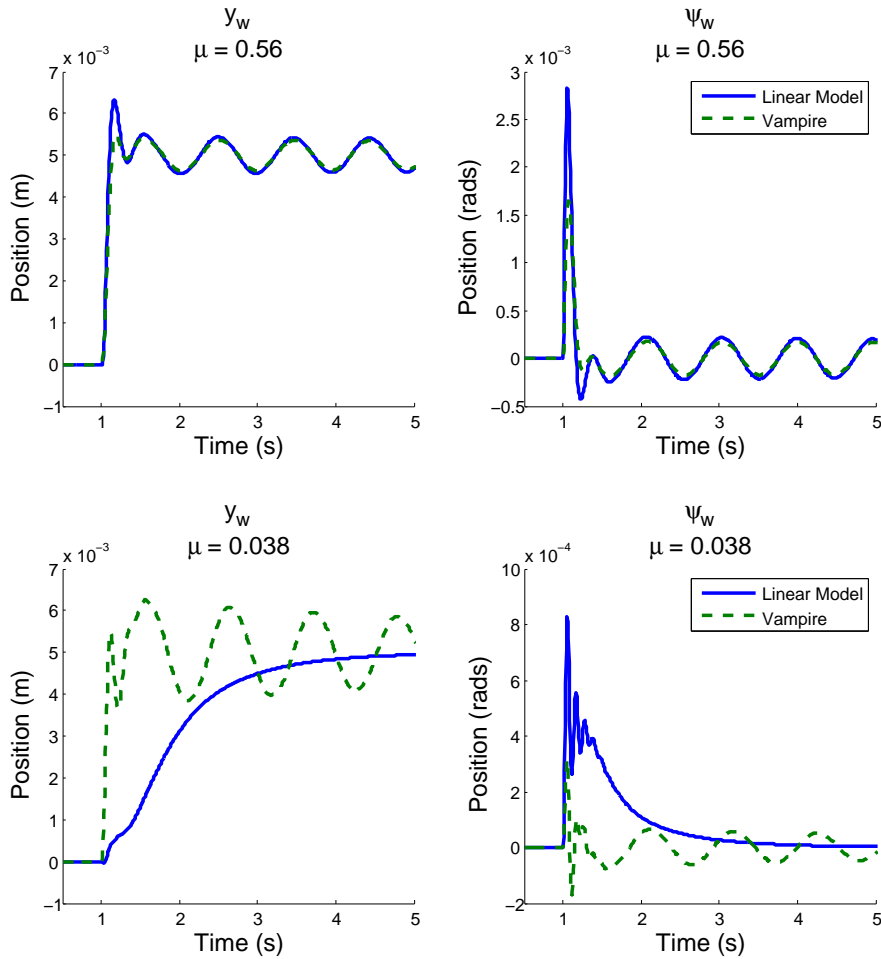 y_w
μ = 0.56
x 10⁻³
7
6
5
4
3
2
1
0
−1
Position (m)
1
2
3
4
5
Time (s)
ψ_w
μ = 0.56
x 10⁻³
3
2.5
2
1.5
1
0.5
0
−0.5
Position (rads)
1
2
3
4
5
Time (s)
Linear Model
Vampire
y_w
μ = 0.038
x 10⁻³
7
6
5
4
3
2
1
0
−1
Position (m)
1
2
3
4
5
Time (s)
ψ_w
μ = 0.038
x 10⁻⁴
10
8
6
4
2
0
−2
Position (rads)
1
2
3
4
5
Time (s)
Linear Model
Vampire